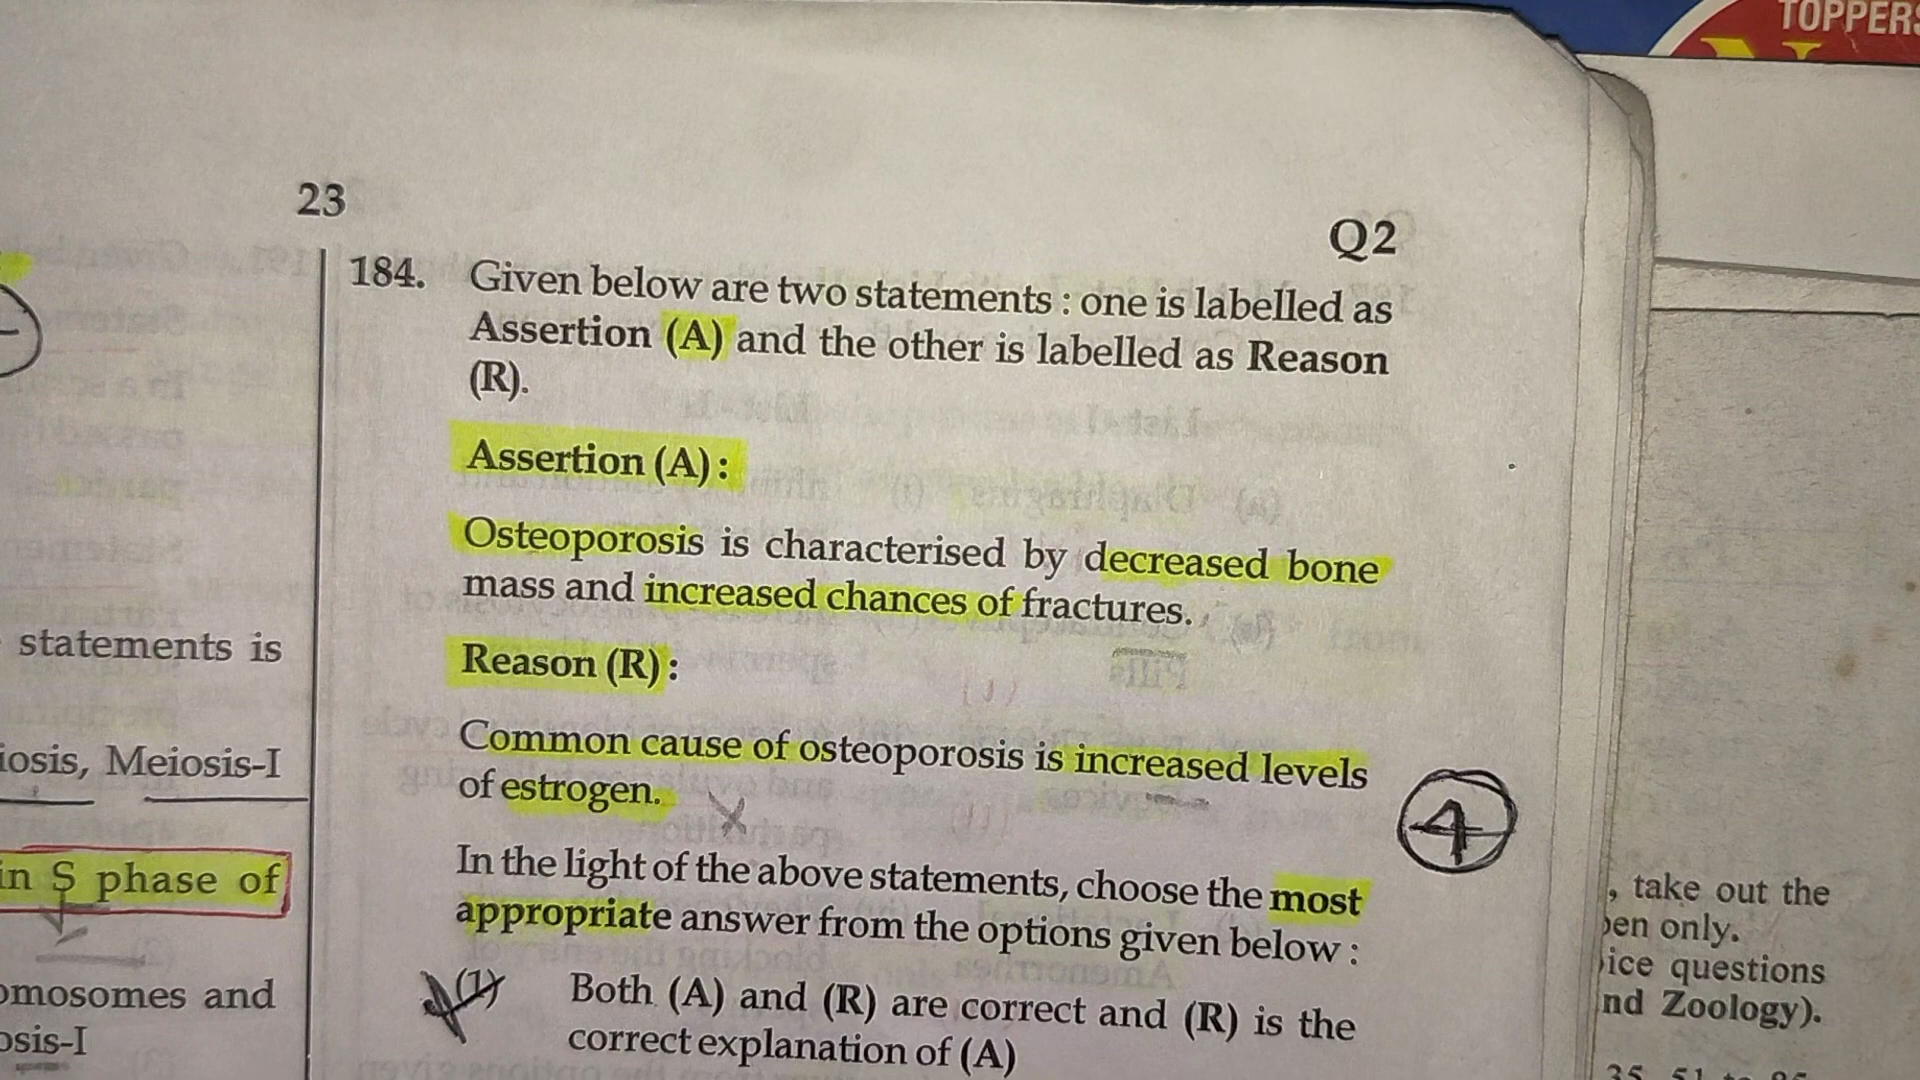 TOPPERS
23
Q2
184. Given below are two statements : one is labelled as
Assertion (A) and the other is labelled as Reason
(R).
Assertion (A) :
Osteoporosis is characterised by decreased bone
mass and increased chances of fractures.
Reason (R) :
Common cause of osteoporosis is increased levels
of estrogen.
4
In the light of the above statements, choose the most
appropriate answer from the options given below :
(1) Both (A) and (R) are correct and (R) is the
correct explanation of (A)
statements is
iosis, Meiosis-I
in S phase of
omosomes and
osis-I
, take out the
pen only.
ice questions
nd Zoology).